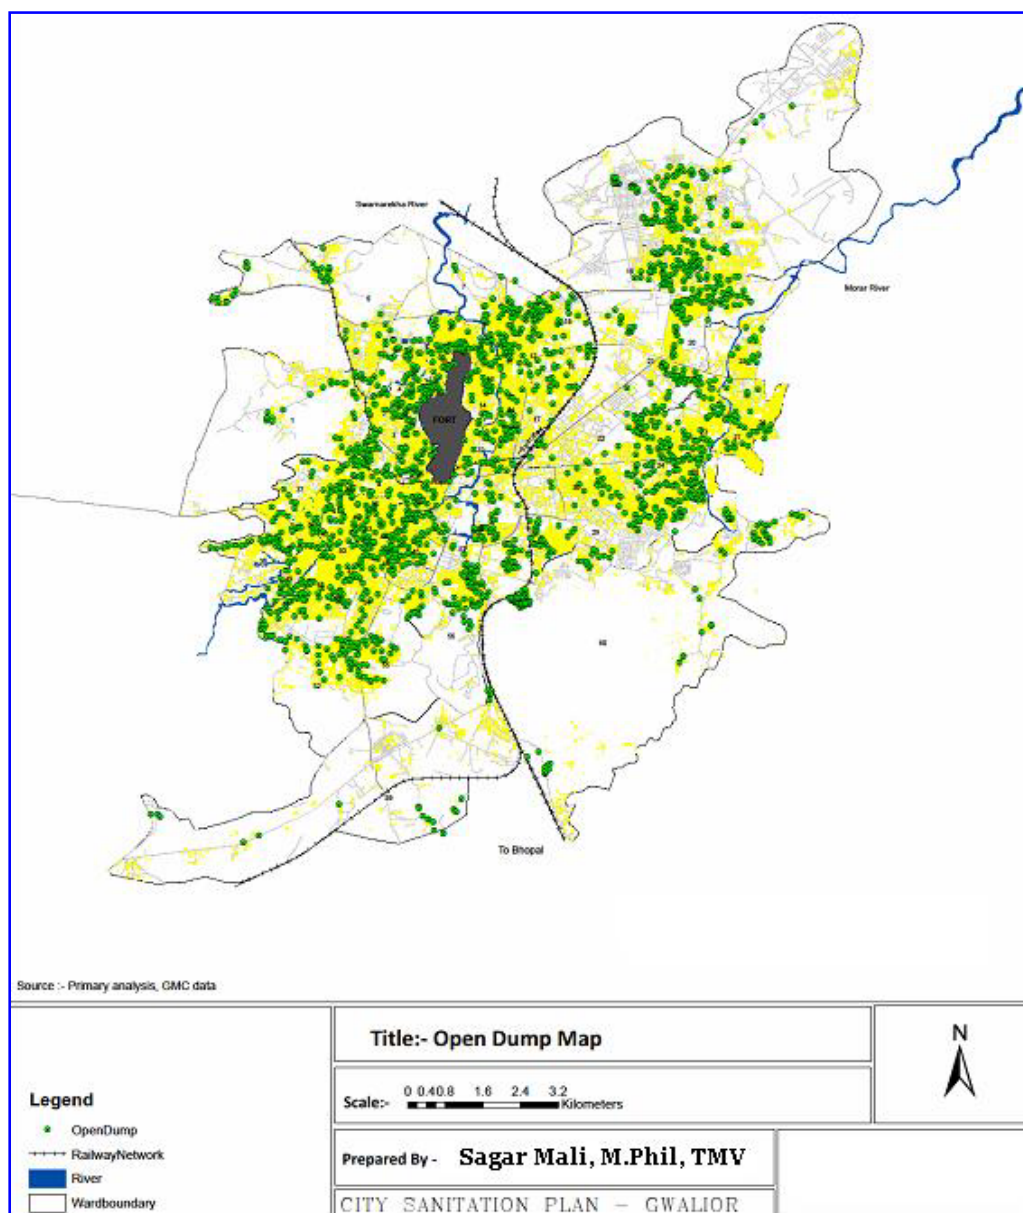 Swarnarekha River
Morar River
FORT
To Bhopal
Source :- Primary analysis, GMC data
Title:- Open Dump Map
Scale:- 0 0.40.8 1.6 2.4 3.2
Kilometers
N
Legend
OpenDump
RailwayNetwork
River
Wardboundary
Prepared By - Sagar Mali, M.Phil, TMV
CITY SANITATION PLAN - GWALIOR